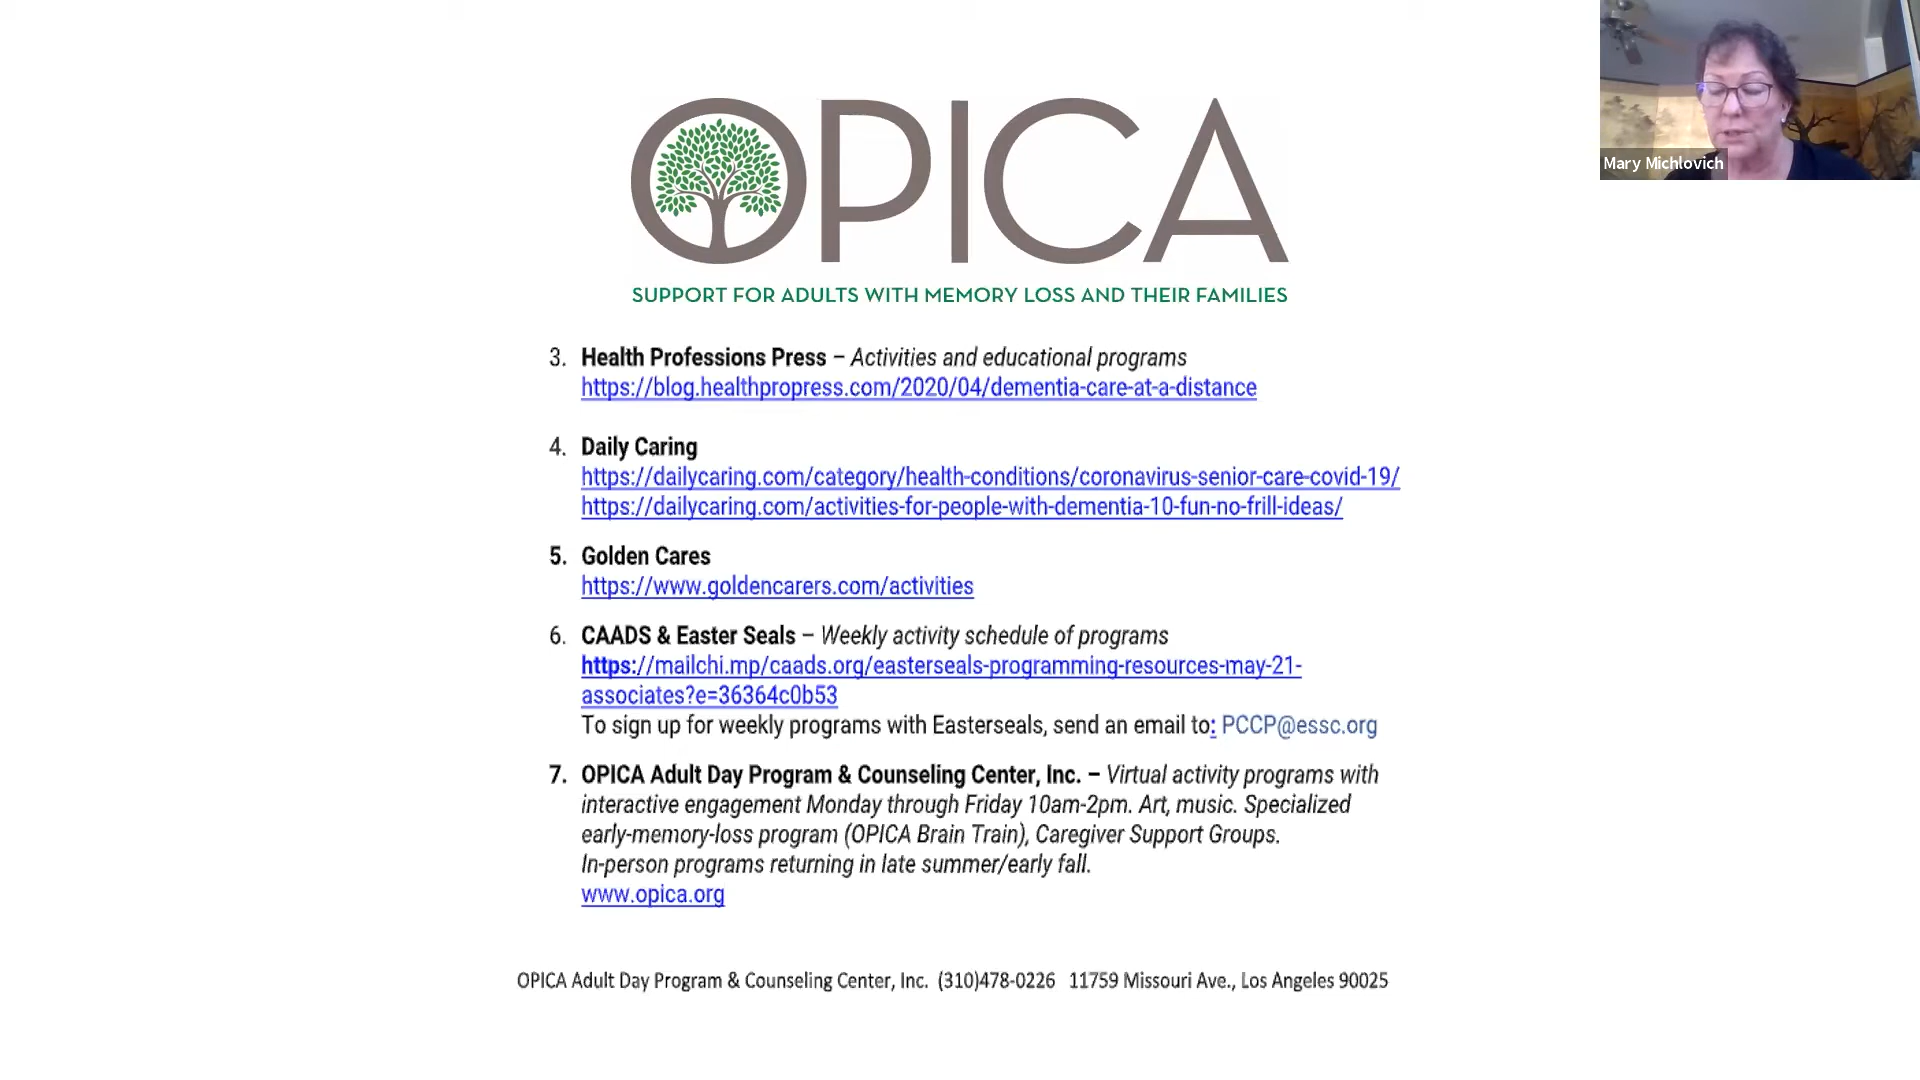 OPICA
SUPPORT FOR ADULTS WITH MEMORY LOSS AND THEIR FAMILIES
Mary Michlovich
3. Health Professions Press – Activities and educational programs
https://blog.healthpropress.com/2020/04/dementia-care-at-a-distance
4. Daily Caring
https://dailycaring.com/category/health-conditions/coronavirus-senior-care-covid-19/
https://dailycaring.com/activities-for-people-with-dementia-10-fun-no-frill-ideas/
5. Golden Cares
https://www.goldencarers.com/activities
6. CAADS & Easter Seals – Weekly activity schedule of programs
https://mailchi.mp/caads.org/easterseals-programming-resources-may-21-
associates?e=36364c0b53
To sign up for weekly programs with Easterseals, send an email to: PCCP@essc.org
7. OPICA Adult Day Program & Counseling Center, Inc. – Virtual activity programs with
interactive engagement Monday through Friday 10am-2pm. Art, music. Specialized
early-memory-loss program (OPICA Brain Train), Caregiver Support Groups.
In-person programs returning in late summer/early fall.
www.opica.org
OPICA Adult Day Program & Counseling Center, Inc. (310)478-0226 11759 Missouri Ave., Los Angeles 90025